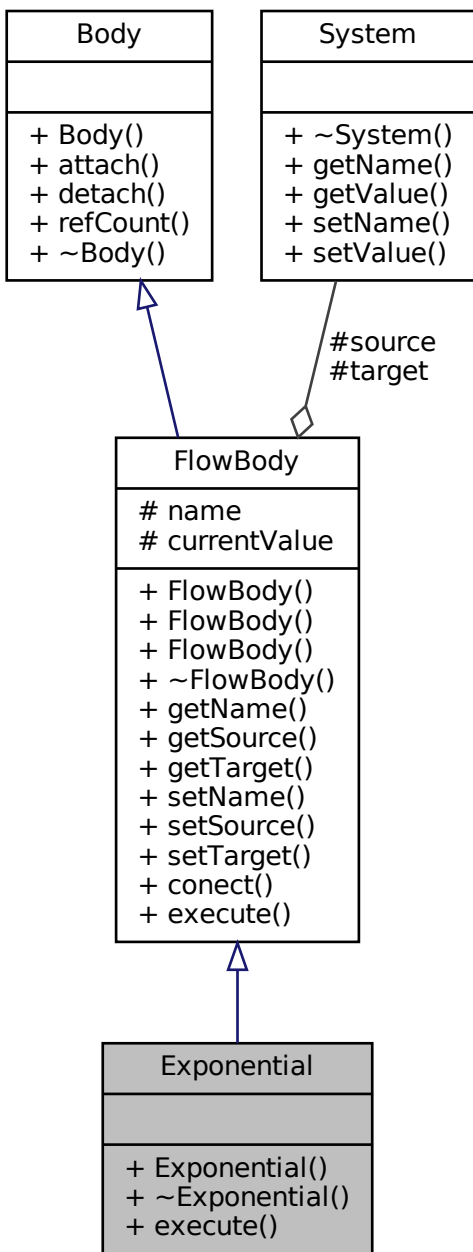 Body
+ Body()
+ attach()
+ detach()
+ refCount()
+ ~Body()
System
+ ~System()
+ getName()
+ getValue()
+ setName()
+ setValue()
#source
#target
FlowBody
# name
# currentValue
+ FlowBody()
+ FlowBody()
+ FlowBody()
+ ~FlowBody()
+ getName()
+ getSource()
+ getTarget()
+ setName()
+ setSource()
+ setTarget()
+ conect()
+ execute()
Exponential
+ Exponential()
+ ~Exponential()
+ execute()